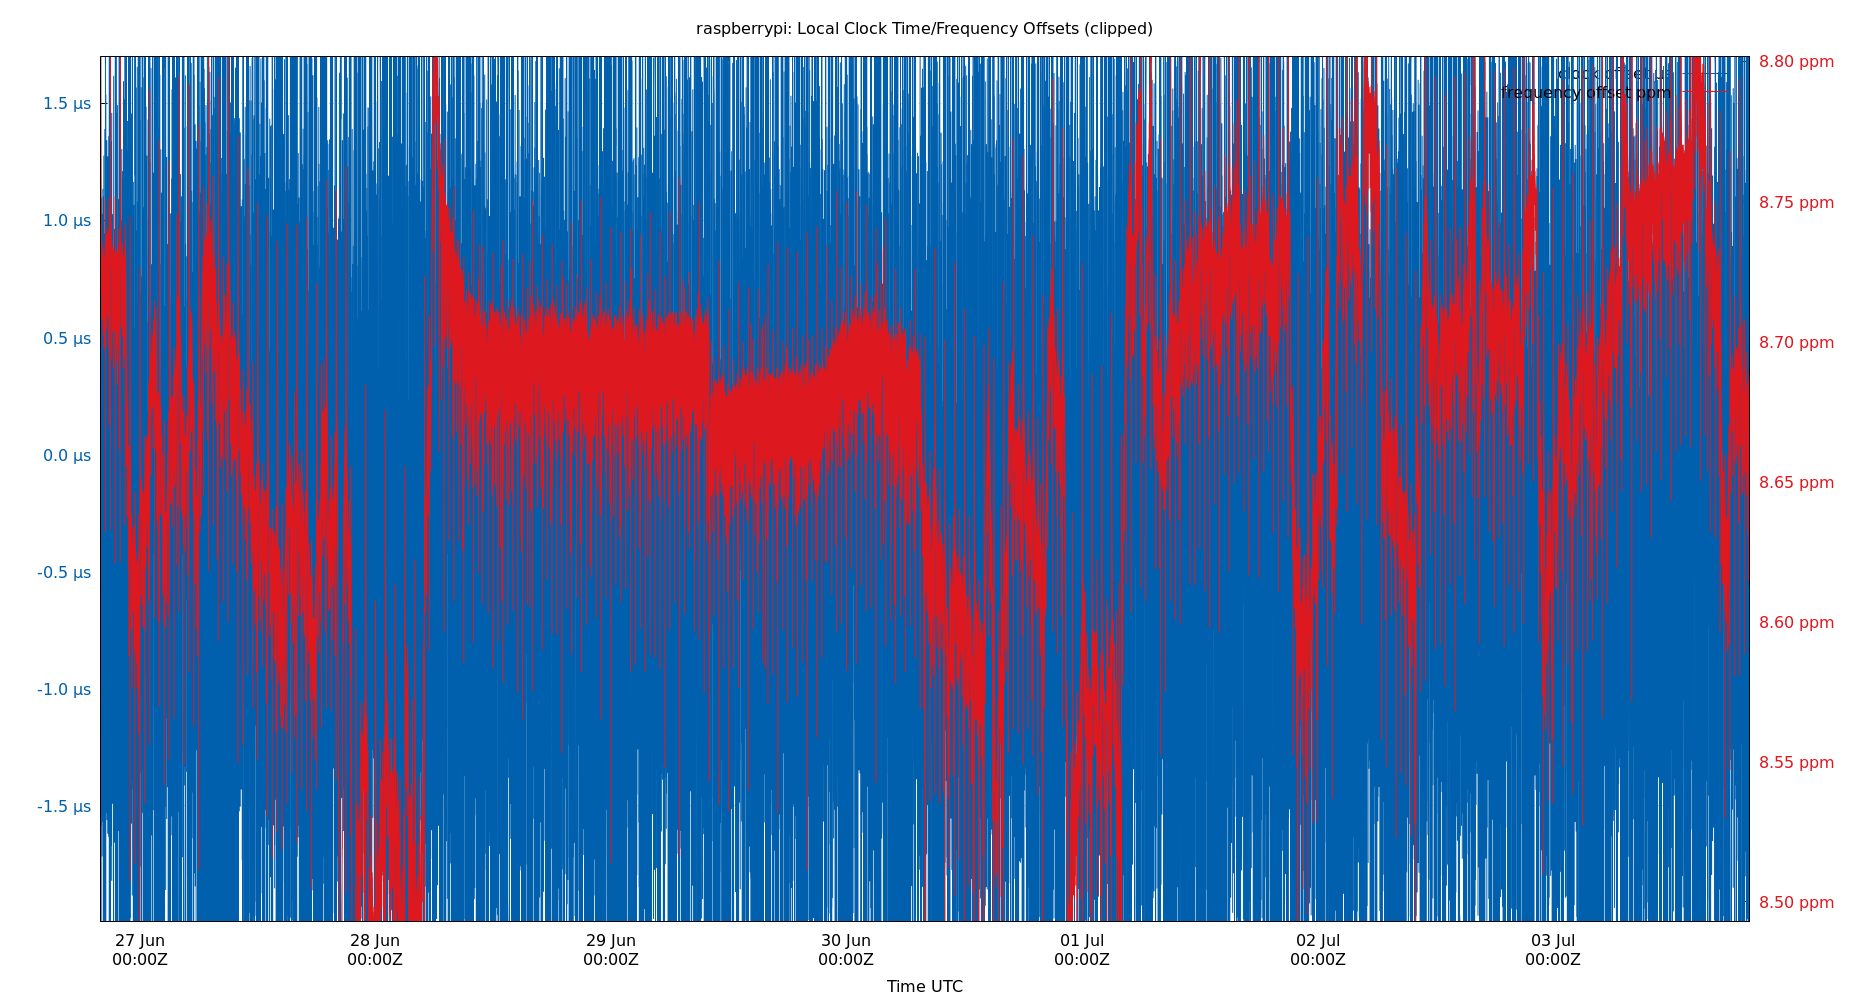 raspberrypi: Local Clock Time/Frequency Offsets (clipped)
8.80 ppm
clock offset
frequency offset ppm
1.5 µs
8.75 ppm
1.0 µs
0.5 µs
8.70 ppm
0.0 µs
8.65 ppm
-0.5 µs
8.60 ppm
-1.0 µs
8.55 ppm
-1.5 µs
8.50 ppm
27 Jun 28 Jun 29 Jun 30 Jun 01 Jul 02 Jul 03 Jul
00:00Z 00:00Z 00:00Z 00:00Z 00:00Z 00:00Z 00:00Z
Time UTC